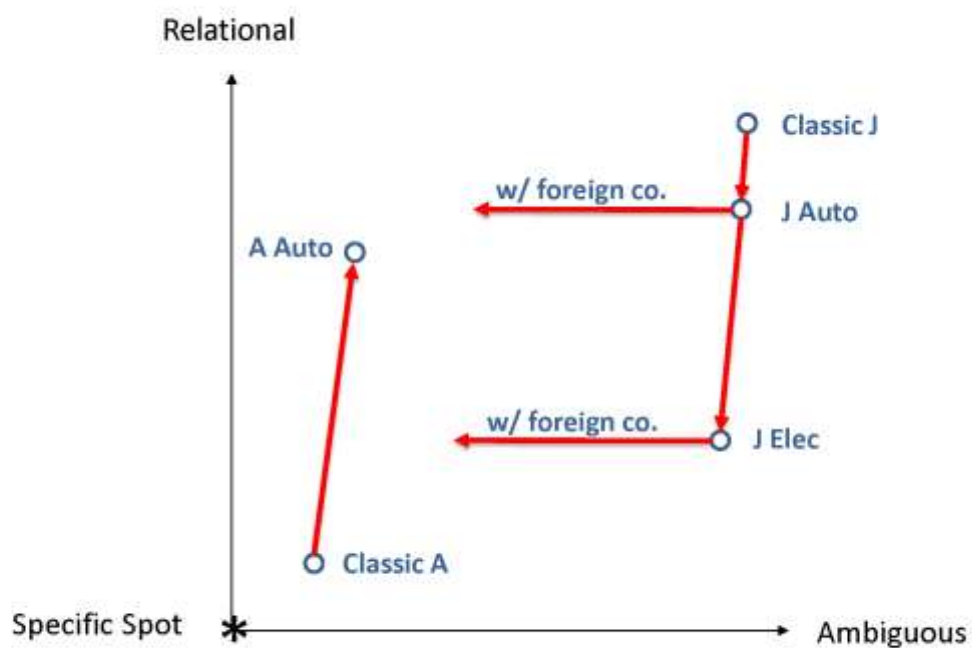 Relational
Classic J
w/ foreign co.
J Auto
A Auto
w/ foreign co.
J Elec
Classic A
Specific Spot *
Ambiguous